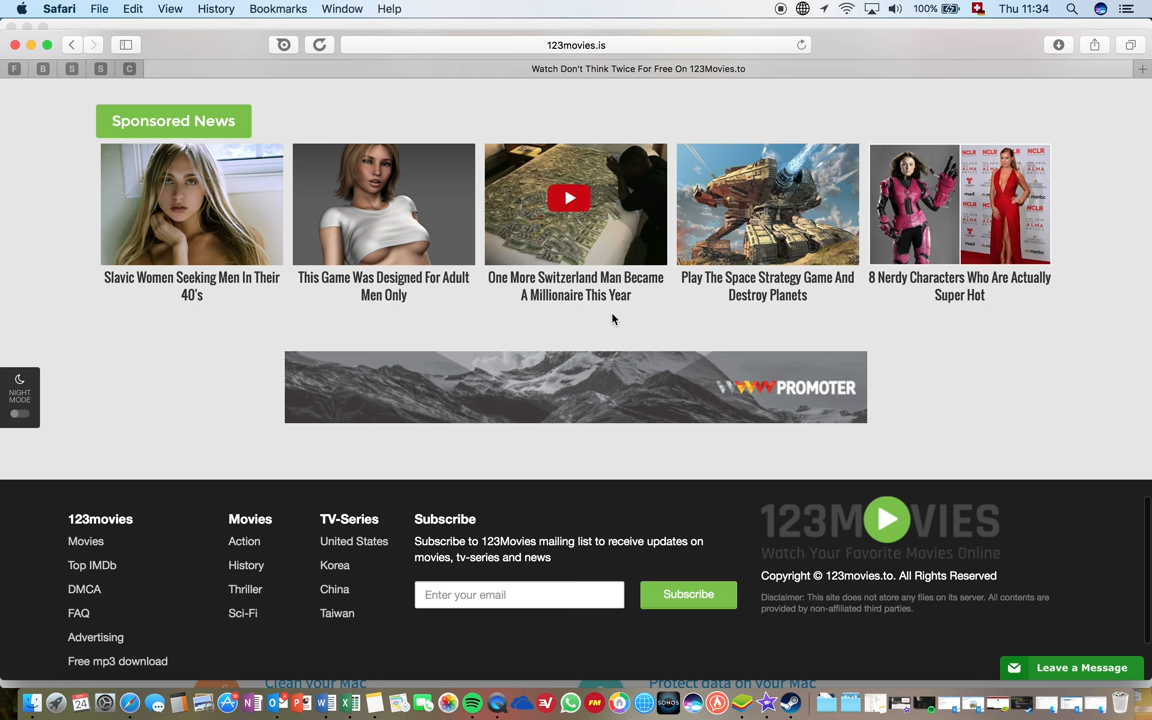 Safari File Edit View History Bookmarks Window Help 100% Thu 11:34
123movies.is
F B S S C Watch Don't Think Twice For Free On 123Movies.to
Sponsored News
Slavic Women Seeking Men In Their 40's
This Game Was Designed For Adult Men Only
One More Switzerland Man Became A Millionaire This Year
Play The Space Strategy Game And Destroy Planets
8 Nerdy Characters Who Are Actually Super Hot
NIGHT
MODE
PROMOTER
123movies
Movies
Top IMDb
DMCA
FAQ
Advertising
Free mp3 download
Movies
Action
History
Thriller
Sci-Fi
TV-Series
United States
Korea
China
Taiwan
Subscribe
Subscribe to 123Movies mailing list to receive updates on
movies, tv-series and news
Enter your email
Subscribe
123MOVIES
Watch Your Favorite Movies Online
Copyright © 123movies.to. All Rights Reserved
Disclaimer: This site does not store any files on its server. All contents are
provided by non-affiliated third parties.
Leave a Message
Clean your Mac
Protect data on your Mac